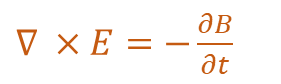 ∇ × E = − ∂B/∂t